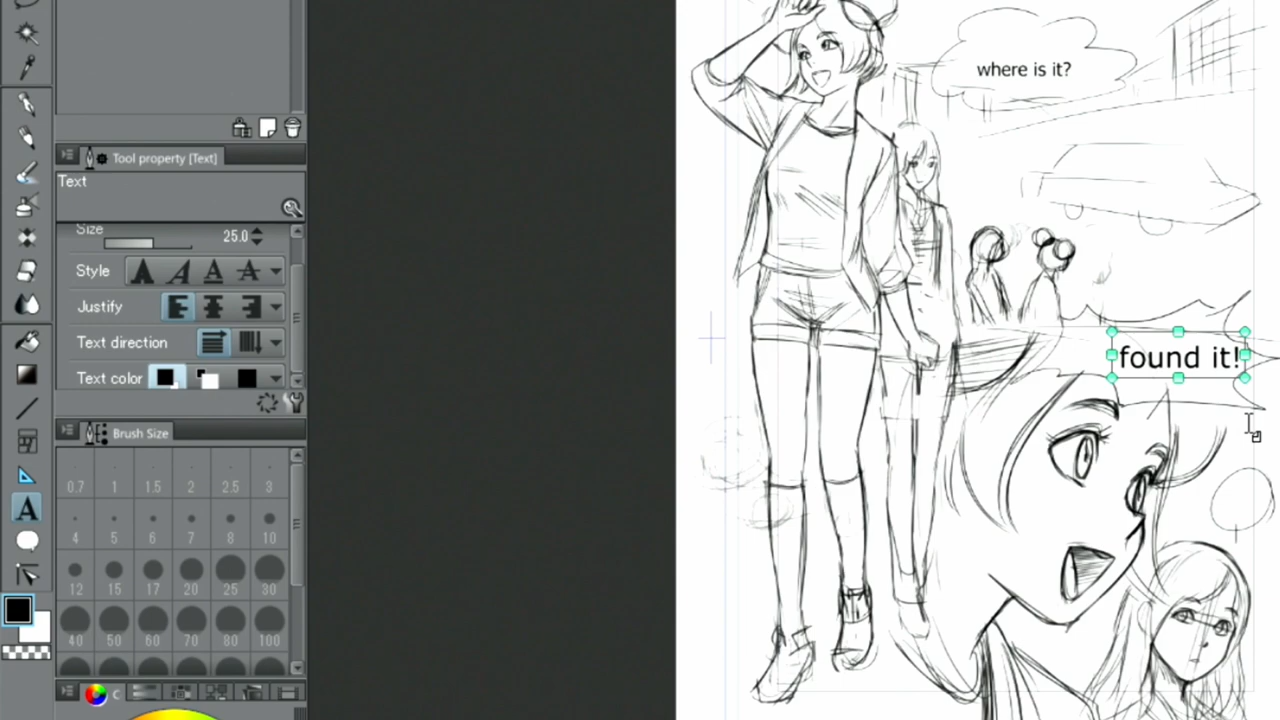 where is it?
Tool property [Text]
Text
Size
25.0
Style
Justify
Text direction
found it!
Text color
Brush Size
0.7 1 1.5 2 2.5 3
4 5 6 7 8 10
12 15 17 20 25 30
40 50 60 70 80 100
C